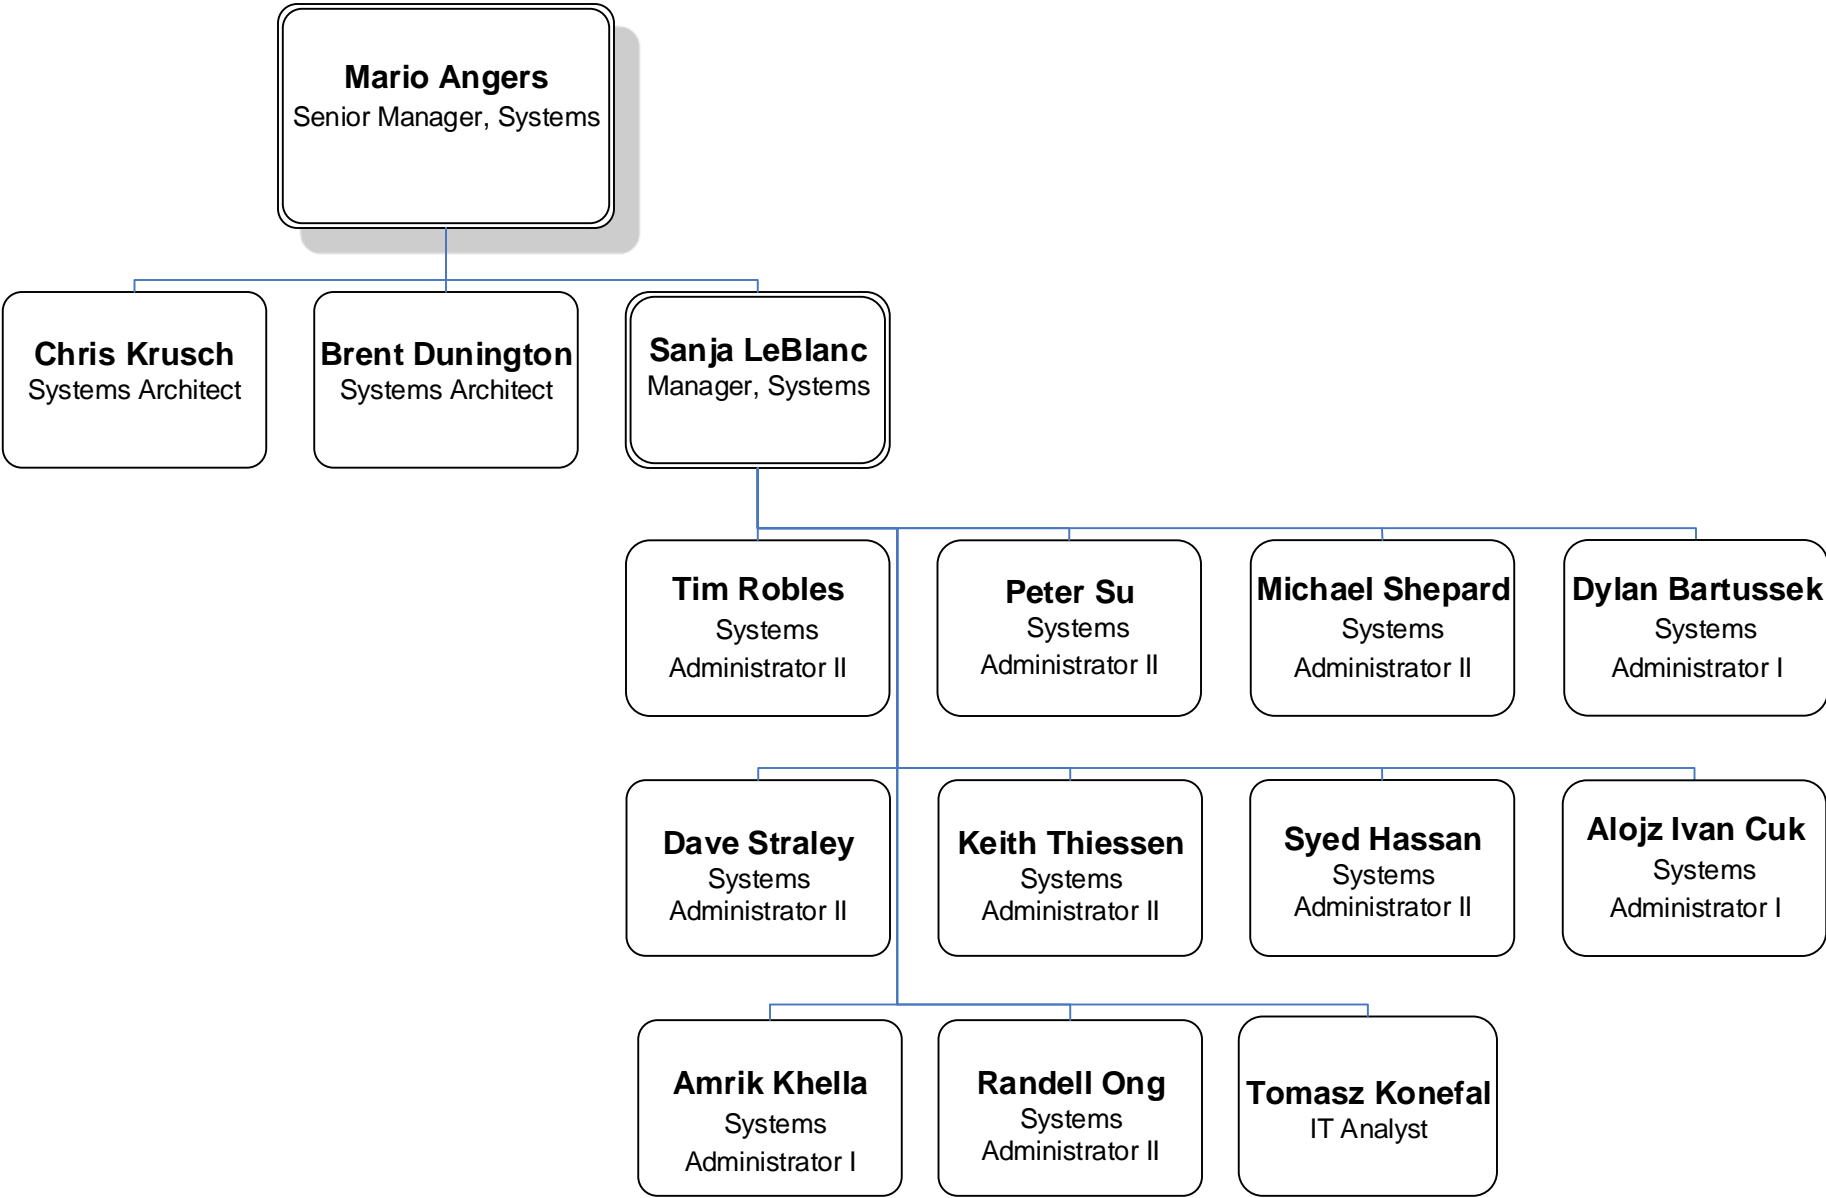 Mario Angers
Senior Manager, Systems
Chris Krusch
Systems Architect
Brent Dunington
Systems Architect
Sanja LeBlanc
Manager, Systems
Tim Robles
Systems
Administrator II
Peter Su
Systems
Administrator II
Michael Shepard
Systems
Administrator II
Dylan Bartussek
Systems
Administrator I
Dave Straley
Systems
Administrator II
Keith Thiessen
Systems
Administrator II
Syed Hassan
Systems
Administrator II
Alojz Ivan Cuk
Systems
Administrator I
Amrik Khella
Systems
Administrator I
Randell Ong
Systems
Administrator II
Tomasz Konefal
IT Analyst